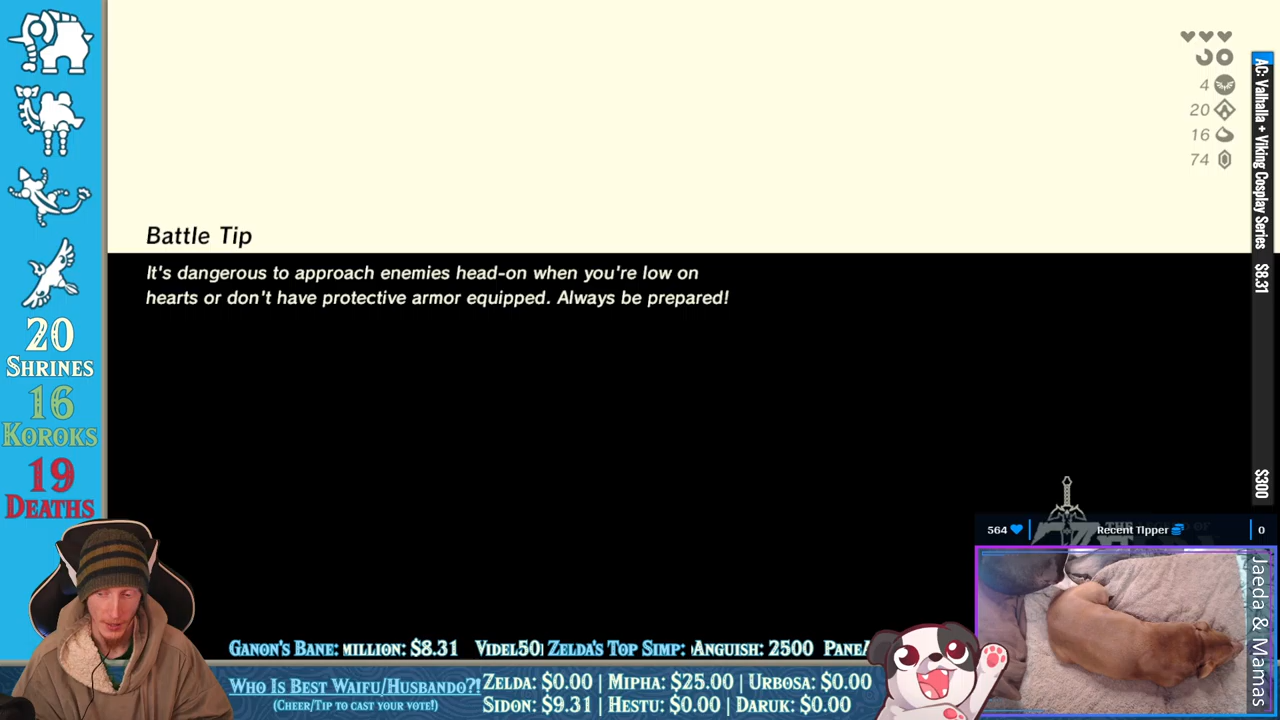 20
SHRINES
16
KOROKS
19
DEATHS
4
20
16
74
Battle Tip
It's dangerous to approach enemies head-on when you're low on
hearts or don't have protective armor equipped. Always be prepared!
AC: Valhalla + Viking Cosplay Series $8.31
$300
564
Recent Tipper
0
Jaeda & Mamas
GANON'S BANE: MILLION: $8.31 VIDEL50 ZELDA'S TOP SIMP: ANGUISH: 2500
WHO IS BEST WAIFU/HUSBANDO?!
(CHEER/TIP TO CAST YOUR VOTE!)
ZELDA: $0.00 | MIPHA: $25.00 | URBOSA: $0.00
SIDON: $9.31 | HESTU: $0.00 | DARUK: $0.00